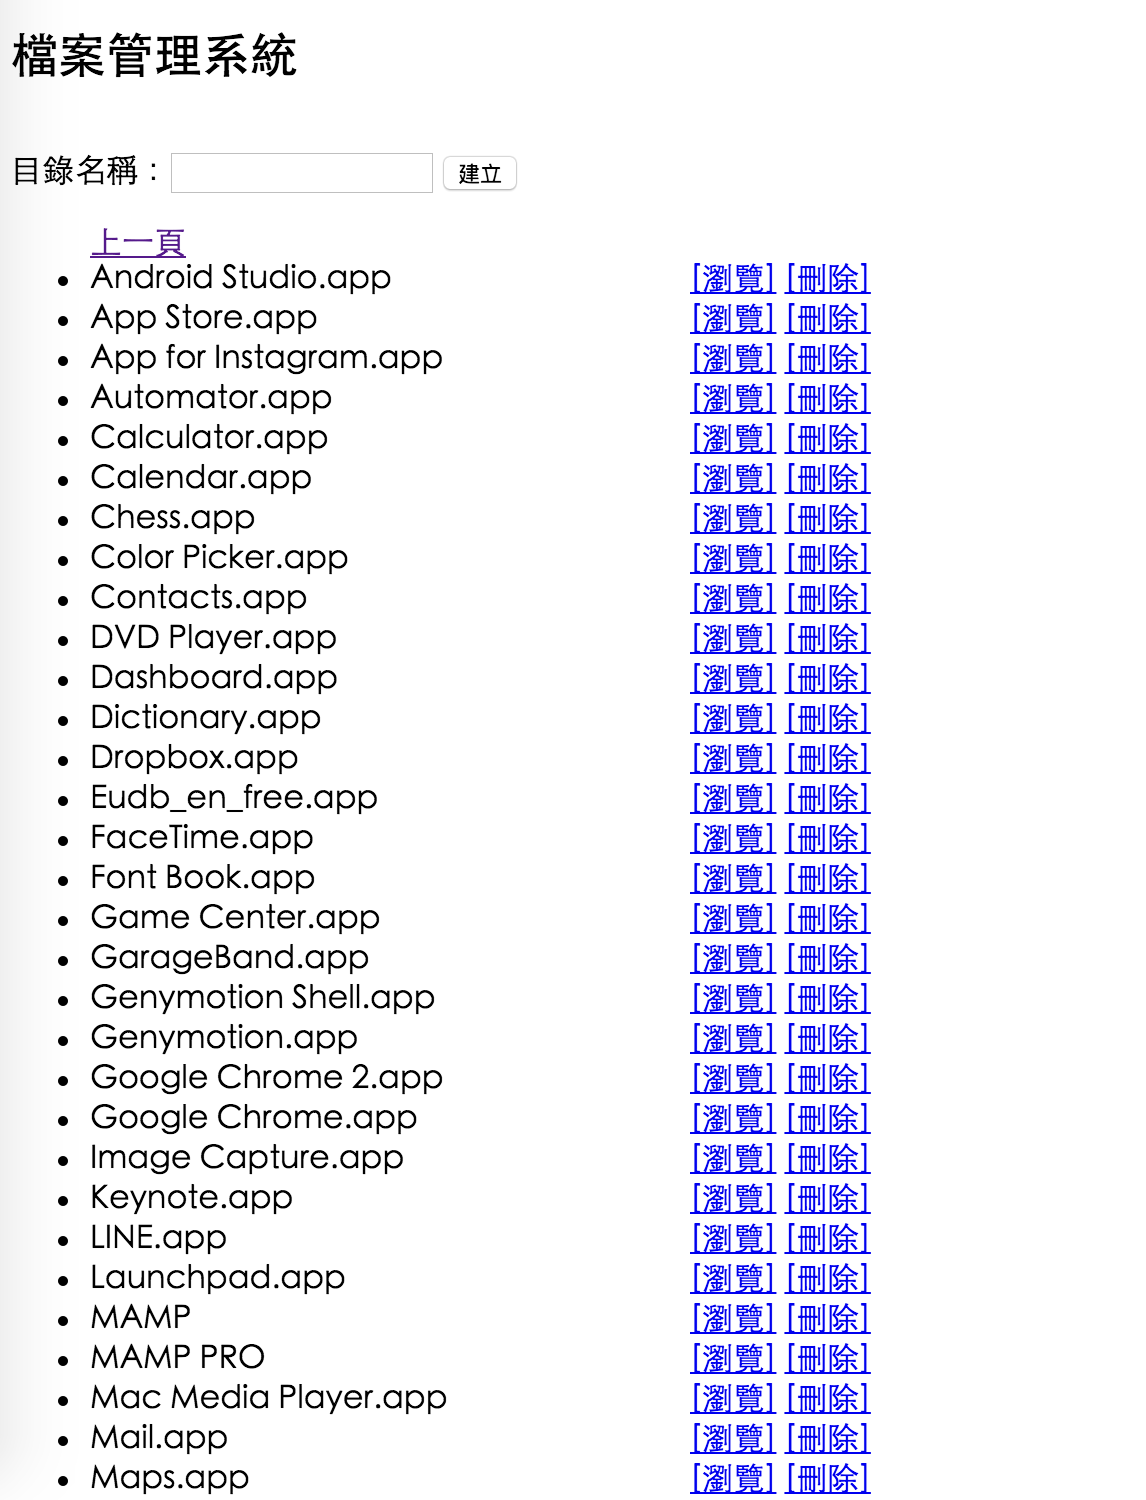 檔案管理系統
目錄名稱：建立
上一頁
Android Studio.app [瀏覽] [刪除]
App Store.app [瀏覽] [刪除]
App for Instagram.app [瀏覽] [刪除]
Automator.app [瀏覽] [刪除]
Calculator.app [瀏覽] [刪除]
Calendar.app [瀏覽] [刪除]
Chess.app [瀏覽] [刪除]
Color Picker.app [瀏覽] [刪除]
Contacts.app [瀏覽] [刪除]
DVD Player.app [瀏覽] [刪除]
Dashboard.app [瀏覽] [刪除]
Dictionary.app [瀏覽] [刪除]
Dropbox.app [瀏覽] [刪除]
Eudb_en_free.app [瀏覽] [刪除]
FaceTime.app [瀏覽] [刪除]
Font Book.app [瀏覽] [刪除]
Game Center.app [瀏覽] [刪除]
GarageBand.app [瀏覽] [刪除]
Genymotion Shell.app [瀏覽] [刪除]
Genymotion.app [瀏覽] [刪除]
Google Chrome 2.app [瀏覽] [刪除]
Google Chrome.app [瀏覽] [刪除]
Image Capture.app [瀏覽] [刪除]
Keynote.app [瀏覽] [刪除]
LINE.app [瀏覽] [刪除]
Launchpad.app [瀏覽] [刪除]
MAMP [瀏覽] [刪除]
MAMP PRO [瀏覽] [刪除]
Mac Media Player.app [瀏覽] [刪除]
Mail.app [瀏覽] [刪除]
Maps.app [瀏覽] [刪除]